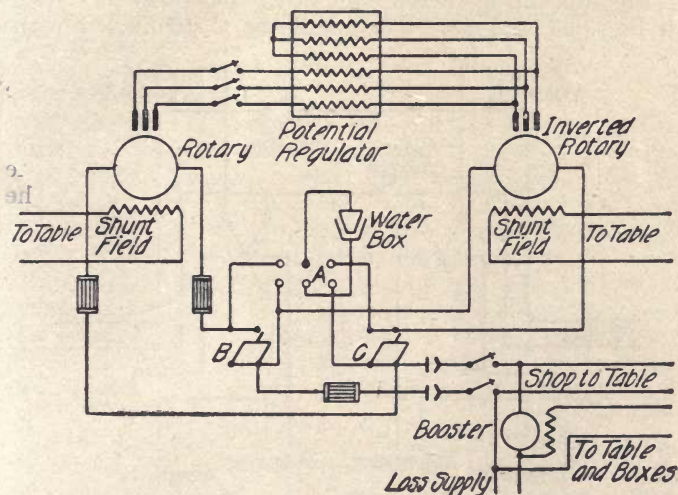 Potential
Regulator
Rotary
Inverted
Rotary
Water
Box
To Table
Shunt
Field
Shunt
Field
To Table
A
B
C
Shop to Table
Booster
To Table
and Boxes
Loss Supply
he